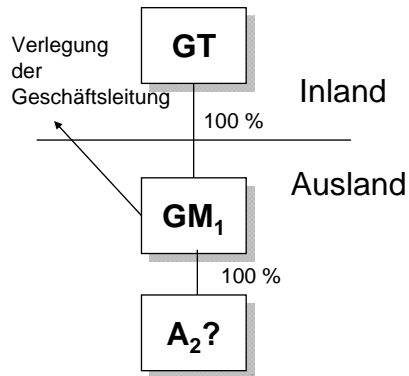 GT
Verlegung
der
Geschäftsleitung
Inland
100 %
Ausland
GM₁
100 %
A₂?